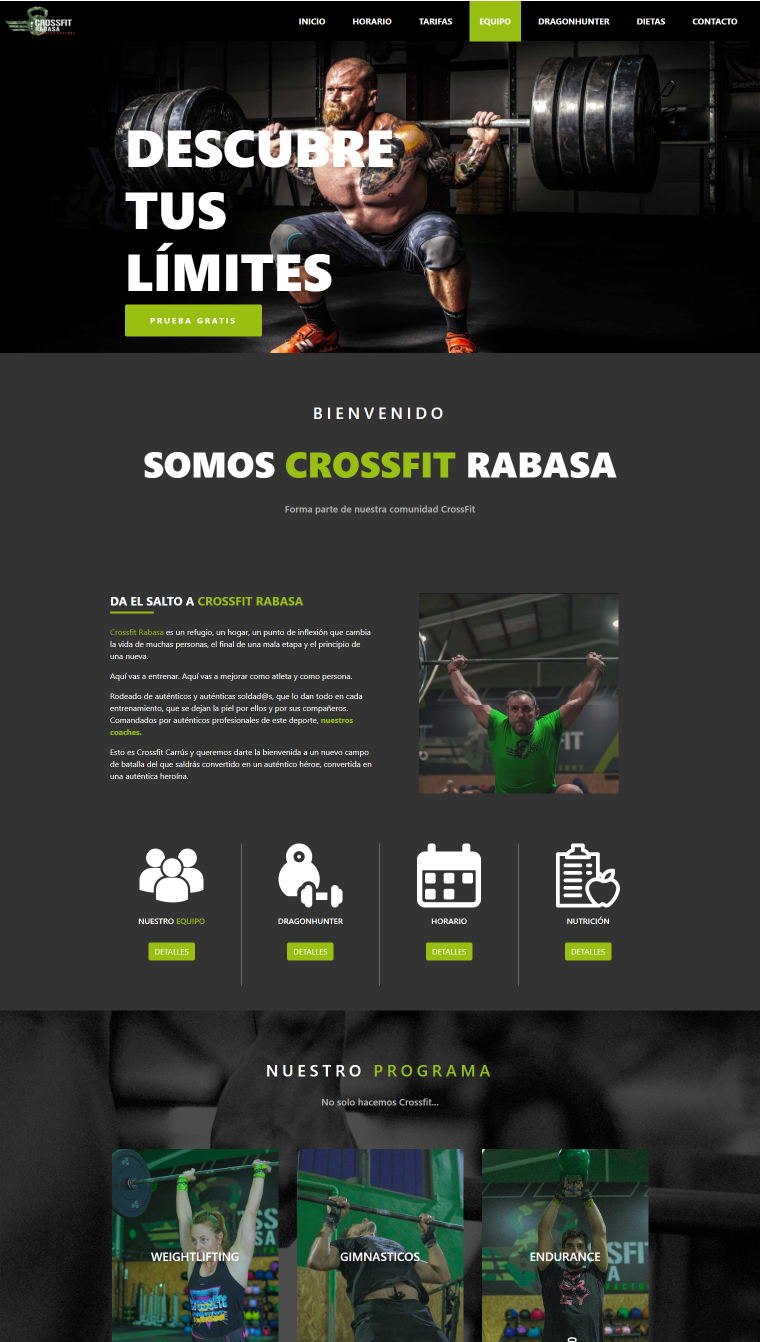 CROSSFIT
RABASA
INICIO HORARIO TARIFAS EQUIPO DRAGONHUNTER DIETAS CONTACTO
DESCUBRE
TUS
LÍMITES
PRUEBA GRATIS
BIENVENIDO
SOMOS CROSSFIT RABASA
Forma parte de nuestra comunidad CrossFit
DA EL SALTO A CROSSFIT RABASA
Crossfit Rabasa es un refugio, un hogar, un punto de inflexión que cambia
la vida de muchas personas, el final de una mala etapa y el principio de
una nueva.
Aquí vas a entrenar. Aquí vas a mejorar como atleta y como persona.
Rodeado de auténticos y auténticas soldad@s, que lo dan todo en cada
entrenamiento, que se dejan la piel por ellos y por sus compañeros.
Comandados por auténticos profesionales de este deporte, nuestros
coaches.
Esto es Crossfit Carrús y queremos darte la bienvenida a un nuevo campo
de batalla del que saldrás convertido en un auténtico héroe, convertida en
una auténtica heroína.
NUESTRO EQUIPO
DRAGONHUNTER
HORARIO
NUTRICIÓN
DETALLES
DETALLES
DETALLES
DETALLES
NUESTRO PROGRAMA
No solo hacemos Crossfit...
WEIGHTLIFTING
GIMNASTICOS
ENDURANCE